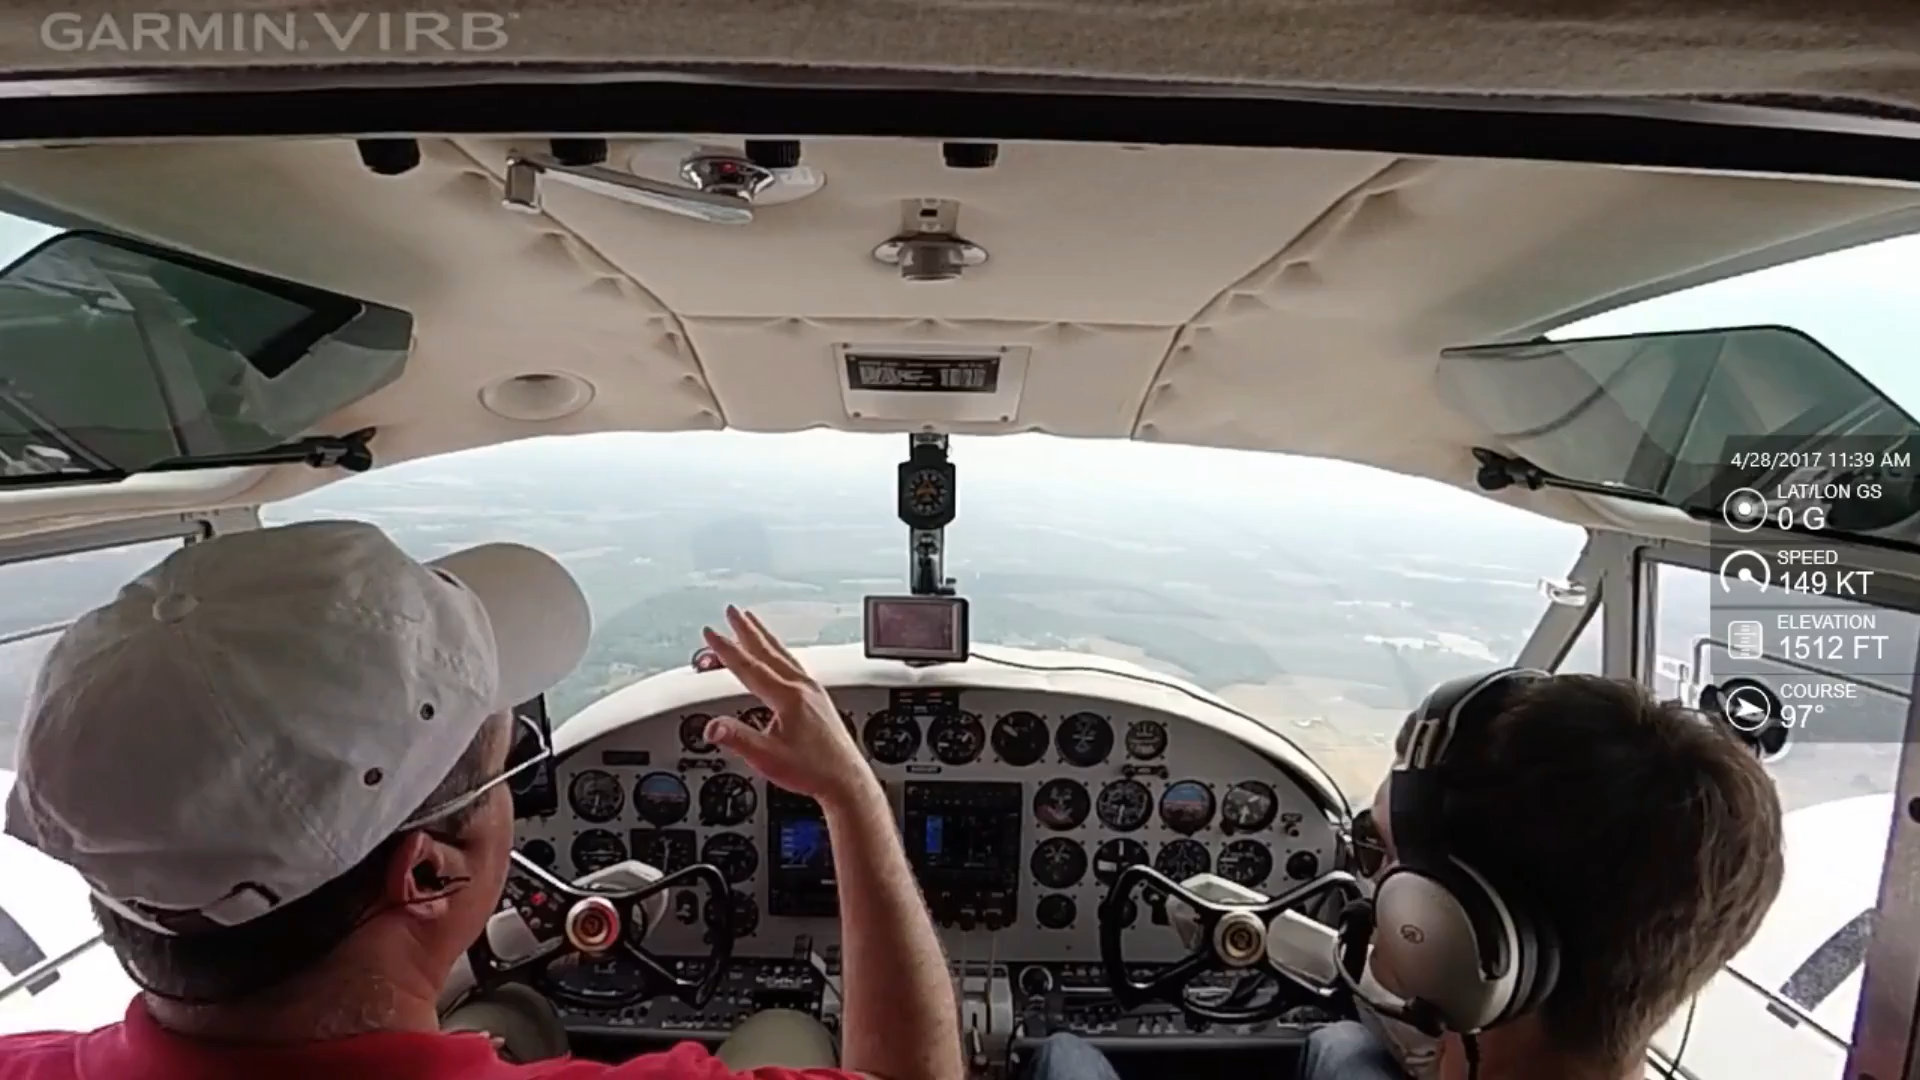 GARMIN VIRB™
4/28/2017 11:39 AM
LAT/LON GS
0 G
SPEED
149 KT
ELEVATION
1512 FT
COURSE
97°